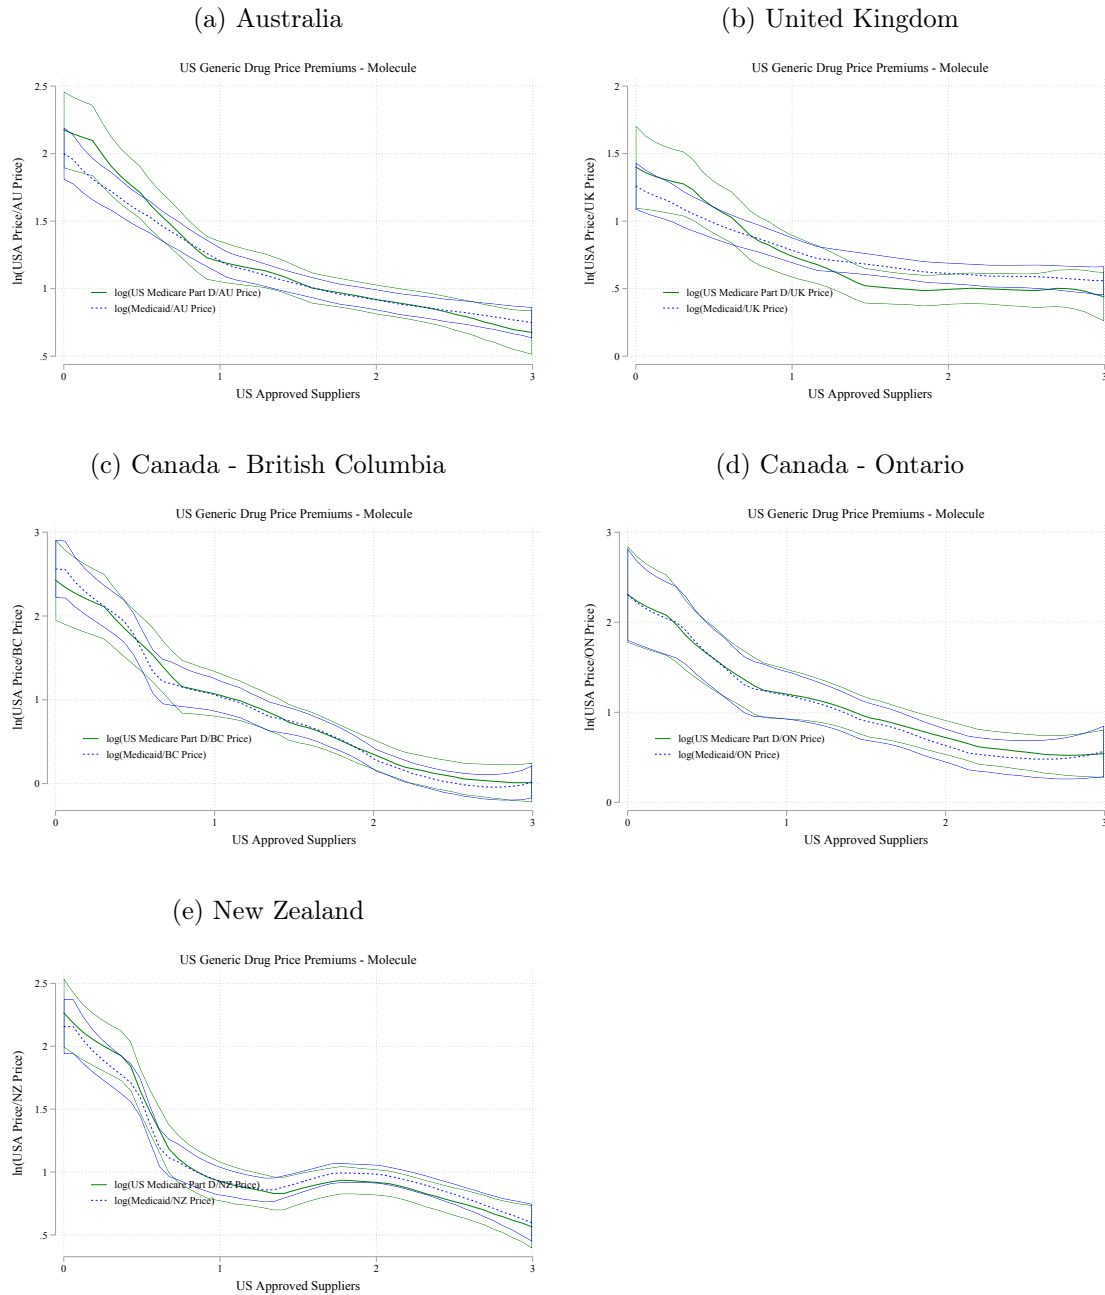 (a) Australia
US Generic Drug Price Premiums - Molecule
ln(USA Price/AU Price)
2.5
2
1.5
1
.5
log(US Medicare Part D/AU Price)
log(Medicaid/AU Price)
0
1
2
3
US Approved Suppliers
(b) United Kingdom
US Generic Drug Price Premiums - Molecule
ln(USA Price/UK Price)
2
1.5
1
.5
0
log(US Medicare Part D/UK Price)
log(Medicaid/UK Price)
0
1
2
3
US Approved Suppliers
(c) Canada - British Columbia
US Generic Drug Price Premiums - Molecule
ln(USA Price/BC Price)
3
2
1
0
log(US Medicare Part D/BC Price)
log(Medicaid/BC Price)
0
1
2
3
US Approved Suppliers
(d) Canada - Ontario
US Generic Drug Price Premiums - Molecule
ln(USA Price/ON Price)
3
2
1
0
log(US Medicare Part D/ON Price)
log(Medicaid/ON Price)
0
1
2
3
US Approved Suppliers
(e) New Zealand
US Generic Drug Price Premiums - Molecule
ln(USA Price/NZ Price)
2.5
2
1.5
1
.5
log(US Medicare Part D/NZ Price)
log(Medicaid/NZ Price)
0
1
2
3
US Approved Suppliers